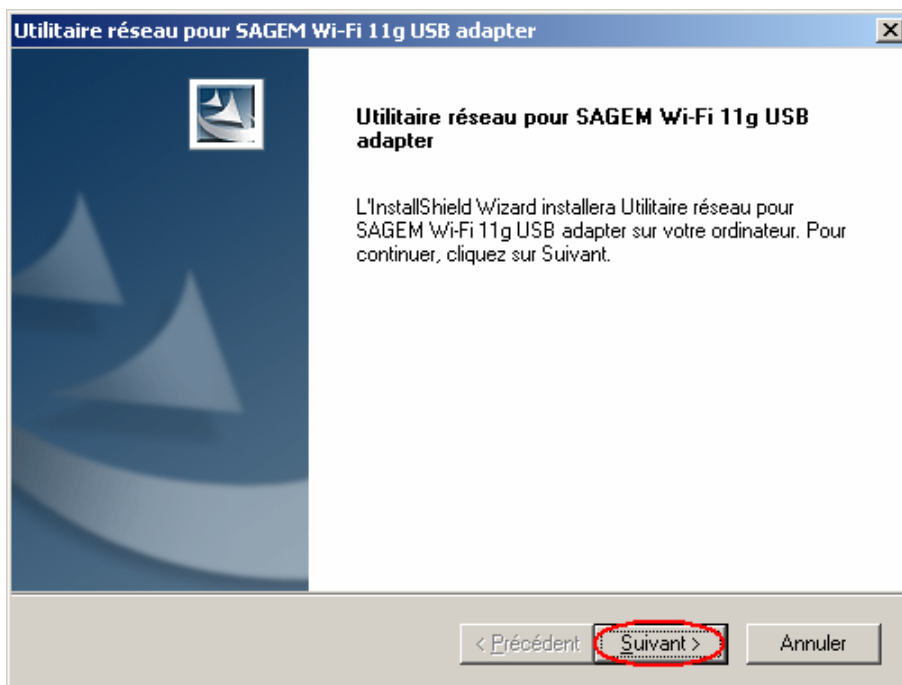 Utilitaire réseau pour SAGEM Wi-Fi 11g USB adapter
Utilitaire réseau pour SAGEM Wi-Fi 11g USB
adapter
L'InstallShield Wizard installera Utilitaire réseau pour
SAGEM Wi-Fi 11g USB adapter sur votre ordinateur. Pour
continuer, cliquez sur Suivant.
< Précédent Suivant > Annuler